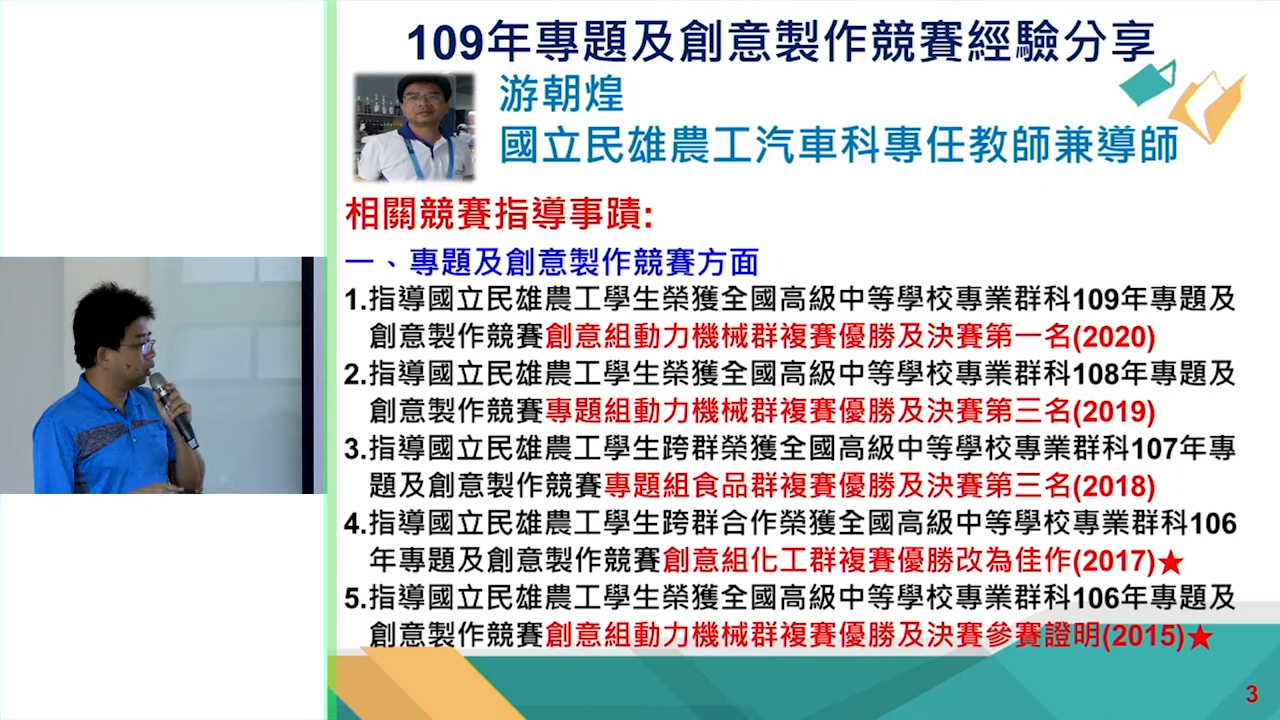 109年專題及創意製作競賽經驗分享
游朝煌
國立民雄農工汽車科專任教師兼導師
相關競賽指導事蹟:
一、專題及創意製作競賽方面
1.指導國立民雄農工學生榮獲全國高級中等學校專業群科109年專題及
創意製作競賽創意組動力機械群複賽優勝及決賽第一名(2020)
2.指導國立民雄農工學生榮獲全國高級中等學校專業群科108年專題及
創意製作競賽專題組動力機械群複賽優勝及決賽第三名(2019)
3.指導國立民雄農工學生跨群榮獲全國高級中等學校專業群科107年專
題及創意製作競賽專題組食品群複賽優勝及決賽第三名(2018)
4.指導國立民雄農工學生跨群合作榮獲全國高級中等學校專業群科106
年專題及創意製作競賽創意組化工群複賽優勝改為佳作(2017)★
5.指導國立民雄農工學生榮獲全國高級中等學校專業群科106年專題及
創意製作競賽創意組動力機械群複賽優勝及決賽參賽證明(2015)★
3